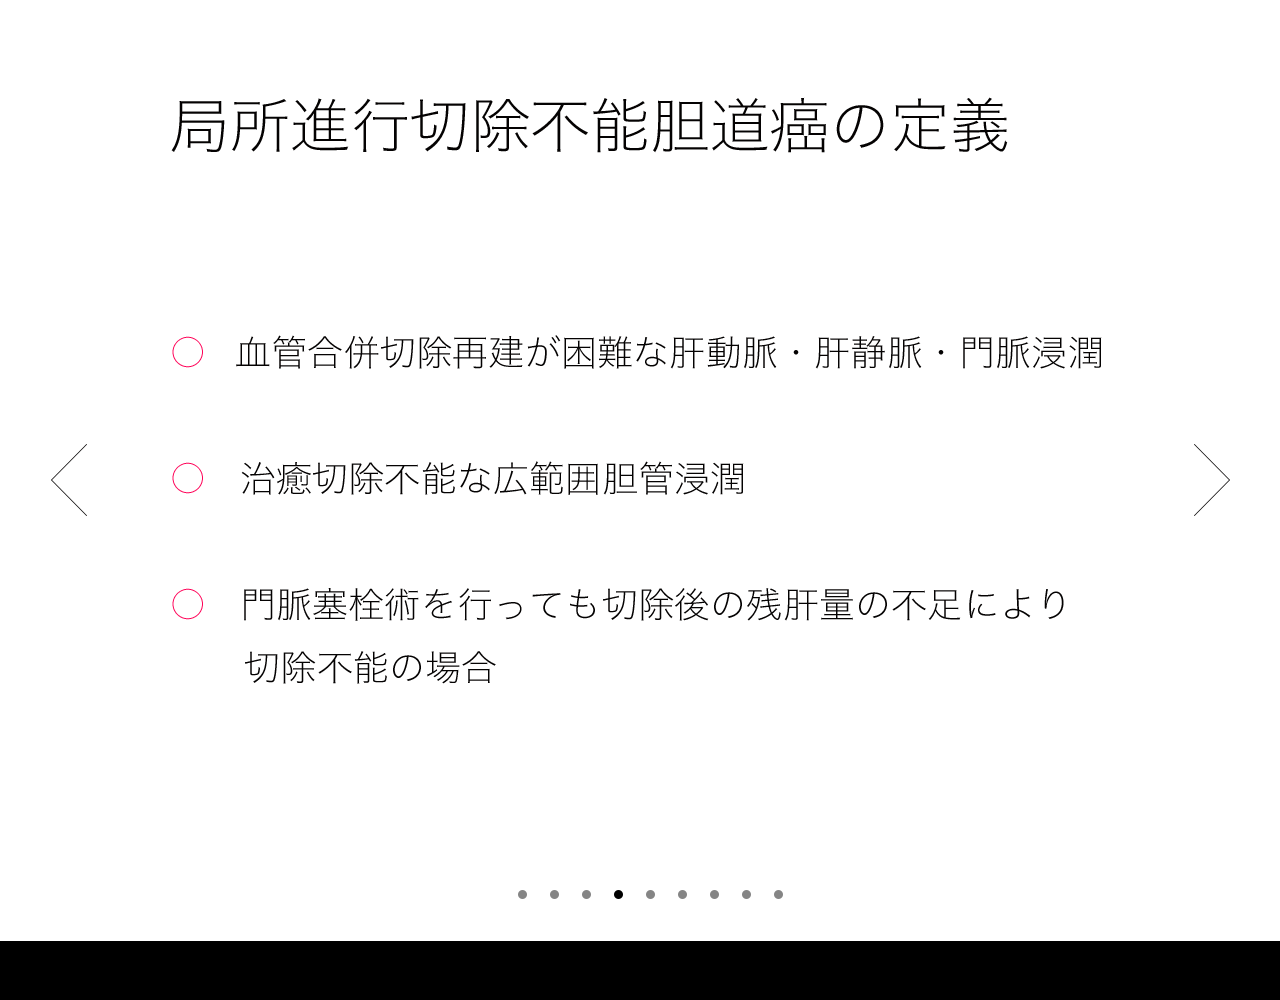 局所進行切除不能胆道癌の定義
血管合併切除再建が困難な肝動脈・肝静脈・門脈浸潤
治癒切除不能な広範囲胆管浸潤
門脈塞栓術を行っても切除後の残肝量の不足により
切除不能の場合